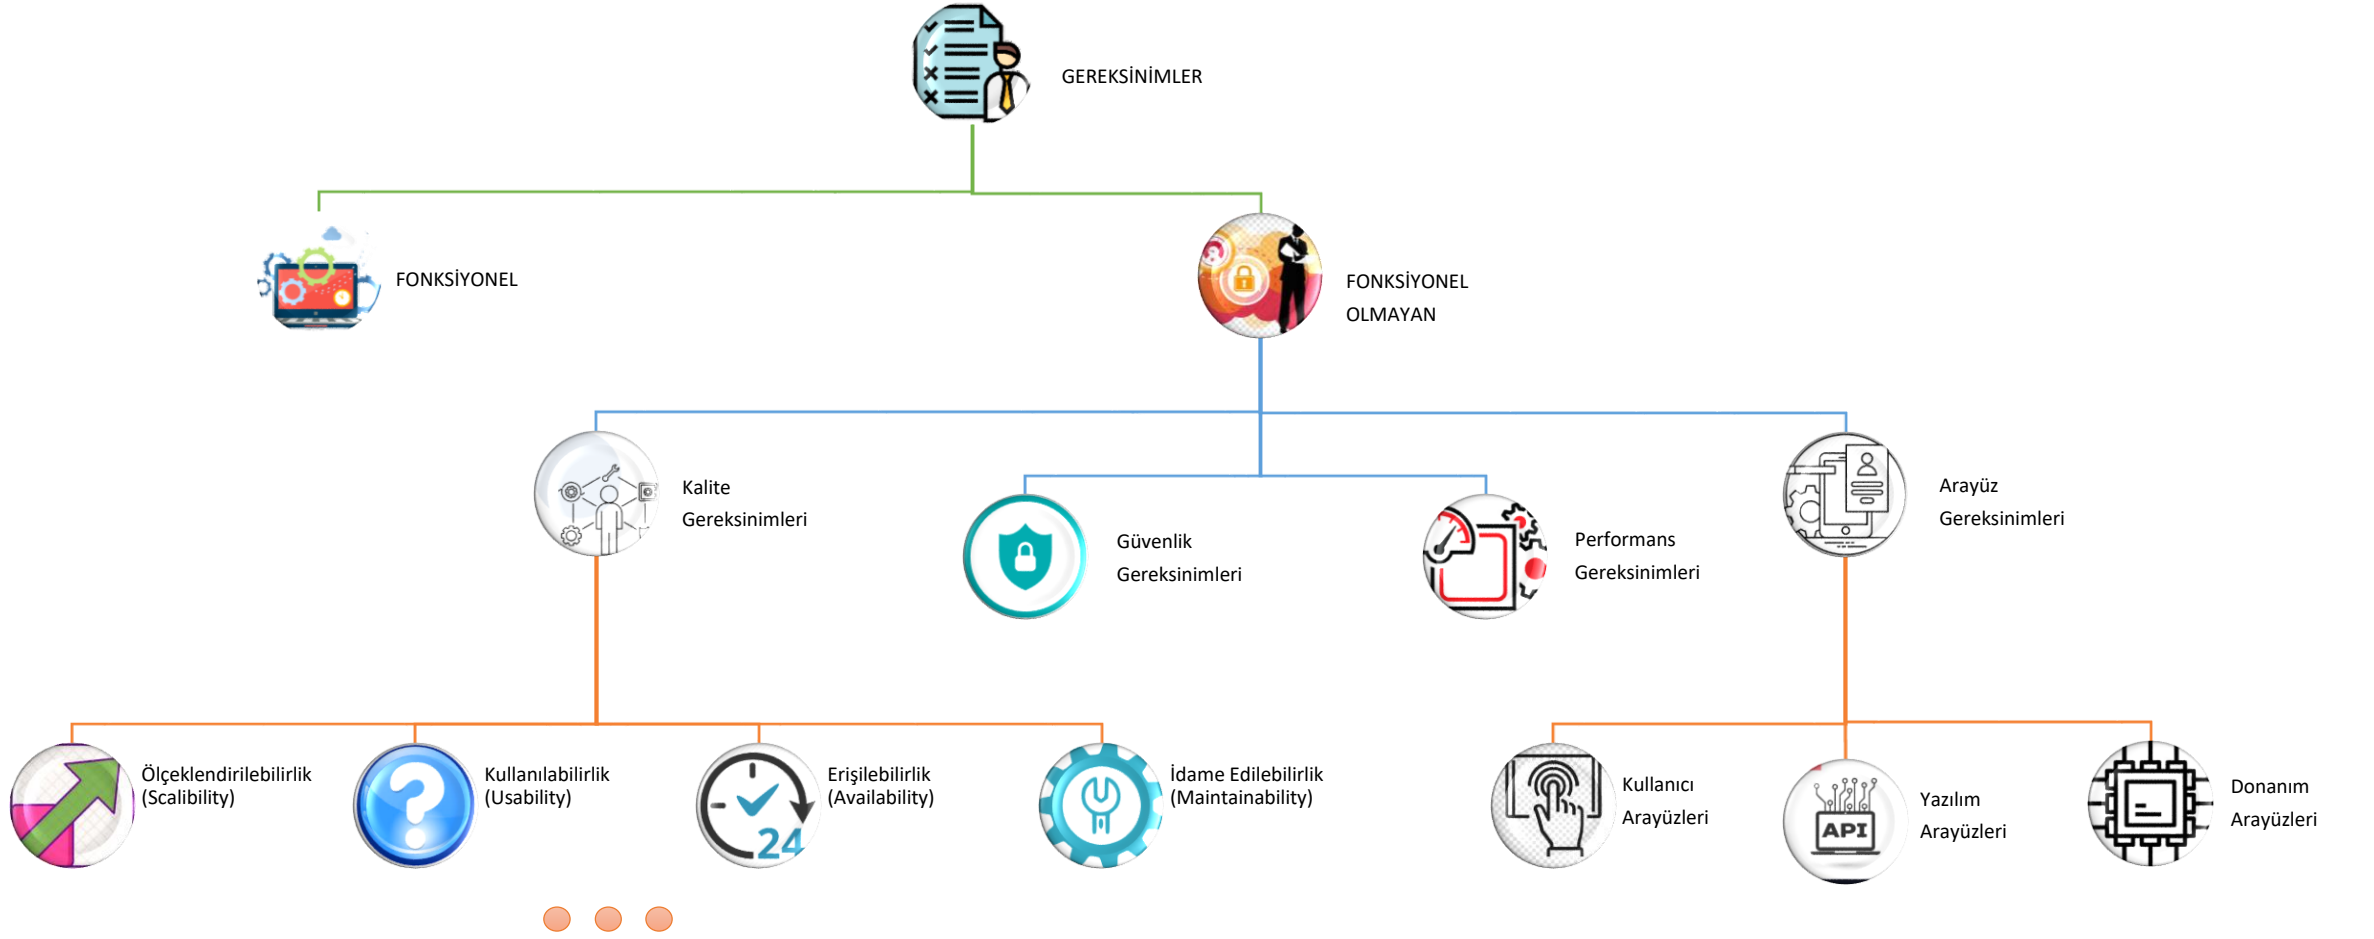 GEREKSİNİMLER
FONKSİYONEL
FONKSİYONEL
OLMAYAN
Kalite
Gereksinimleri
Güvenlik
Gereksinimleri
Performans
Gereksinimleri
Arayüz
Gereksinimleri
Ölçeklendirilebilirlik
(Scalibility)
Kullanılabilirlik
(Usability)
Erişilebilirlik
(Availability)
24
İdame Edilebilirlik
(Maintainability)
Kullanıcı
Arayüzleri
API
Yazılım
Arayüzleri
Donanım
Arayüzleri